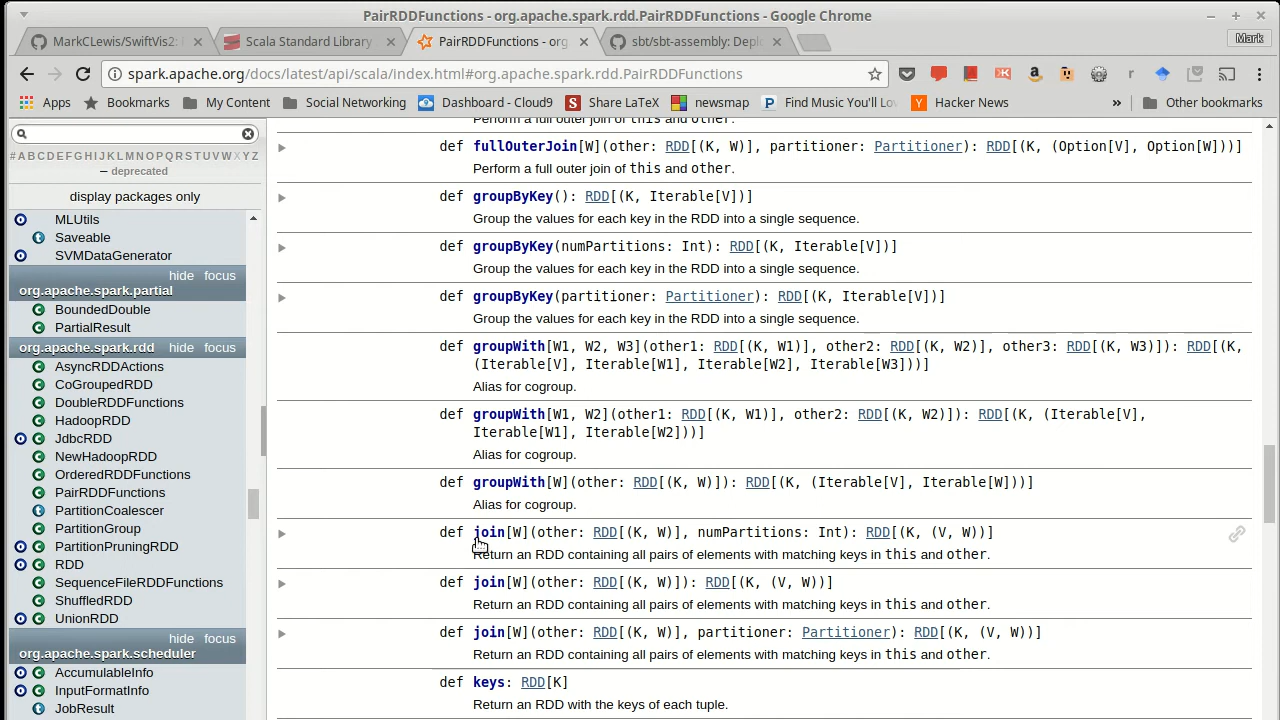 PairRDDFunctions - org.apache.spark.rdd.PairRDDFunctions - Google Chrome
MarkCLewis/SwiftVis2:
Scala Standard Library
PairRDDFunctions - org
sbt/sbt-assembly: Depl
Mark
spark.apache.org/docs/latest/api/scala/index.html#org.apache.spark.rdd.PairRDDFunctions
Apps Bookmarks My Content Social Networking Dashboard - Cloud9 Share LaTeX newsmap Find Music You'll Lo Hacker News » Other bookmarks
#ABCDEFGHIJKLMNOPQRSTUVWXYZ
– deprecated
display packages only
MLUtils
Saveable
SVMDataGenerator
hide focus
org.apache.spark.partial
BoundedDouble
PartialResult
org.apache.spark.rdd hide focus
AsyncRDDActions
CoGroupedRDD
DoubleRDDFunctions
HadoopRDD
JdbcRDD
NewHadoopRDD
OrderedRDDFunctions
PairRDDFunctions
PartitionCoalescer
PartitionGroup
PartitionPruningRDD
RDD
SequenceFileRDDFunctions
ShuffledRDD
UnionRDD
hide focus
org.apache.spark.scheduler
AccumulableInfo
InputFormatInfo
JobResult
Perform a full outer join of this and other.
def fullOuterJoin[W](other: RDD[(K, W)], partitioner: Partitioner): RDD[(K, (Option[V], Option[W]))]
Perform a full outer join of this and other.
def groupByKey(): RDD[(K, Iterable[V])]
Group the values for each key in the RDD into a single sequence.
def groupByKey(numPartitions: Int): RDD[(K, Iterable[V])]
Group the values for each key in the RDD into a single sequence.
def groupByKey(partitioner: Partitioner): RDD[(K, Iterable[V])]
Group the values for each key in the RDD into a single sequence.
def groupWith[W1, W2, W3](other1: RDD[(K, W1)], other2: RDD[(K, W2)], other3: RDD[(K, W3)]): RDD[(K,
(Iterable[V], Iterable[W1], Iterable[W2], Iterable[W3]))]
Alias for cogroup.
def groupWith[W1, W2](other1: RDD[(K, W1)], other2: RDD[(K, W2)]): RDD[(K, (Iterable[V],
Iterable[W1], Iterable[W2]))]
Alias for cogroup.
def groupWith[W](other: RDD[(K, W)]): RDD[(K, (Iterable[V], Iterable[W]))]
Alias for cogroup.
def join[W](other: RDD[(K, W)], numPartitions: Int): RDD[(K, (V, W))]
Return an RDD containing all pairs of elements with matching keys in this and other.
def join[W](other: RDD[(K, W)]): RDD[(K, (V, W))]
Return an RDD containing all pairs of elements with matching keys in this and other.
def join[W](other: RDD[(K, W)], partitioner: Partitioner): RDD[(K, (V, W))]
Return an RDD containing all pairs of elements with matching keys in this and other.
def keys: RDD[K]
Return an RDD with the keys of each tuple.